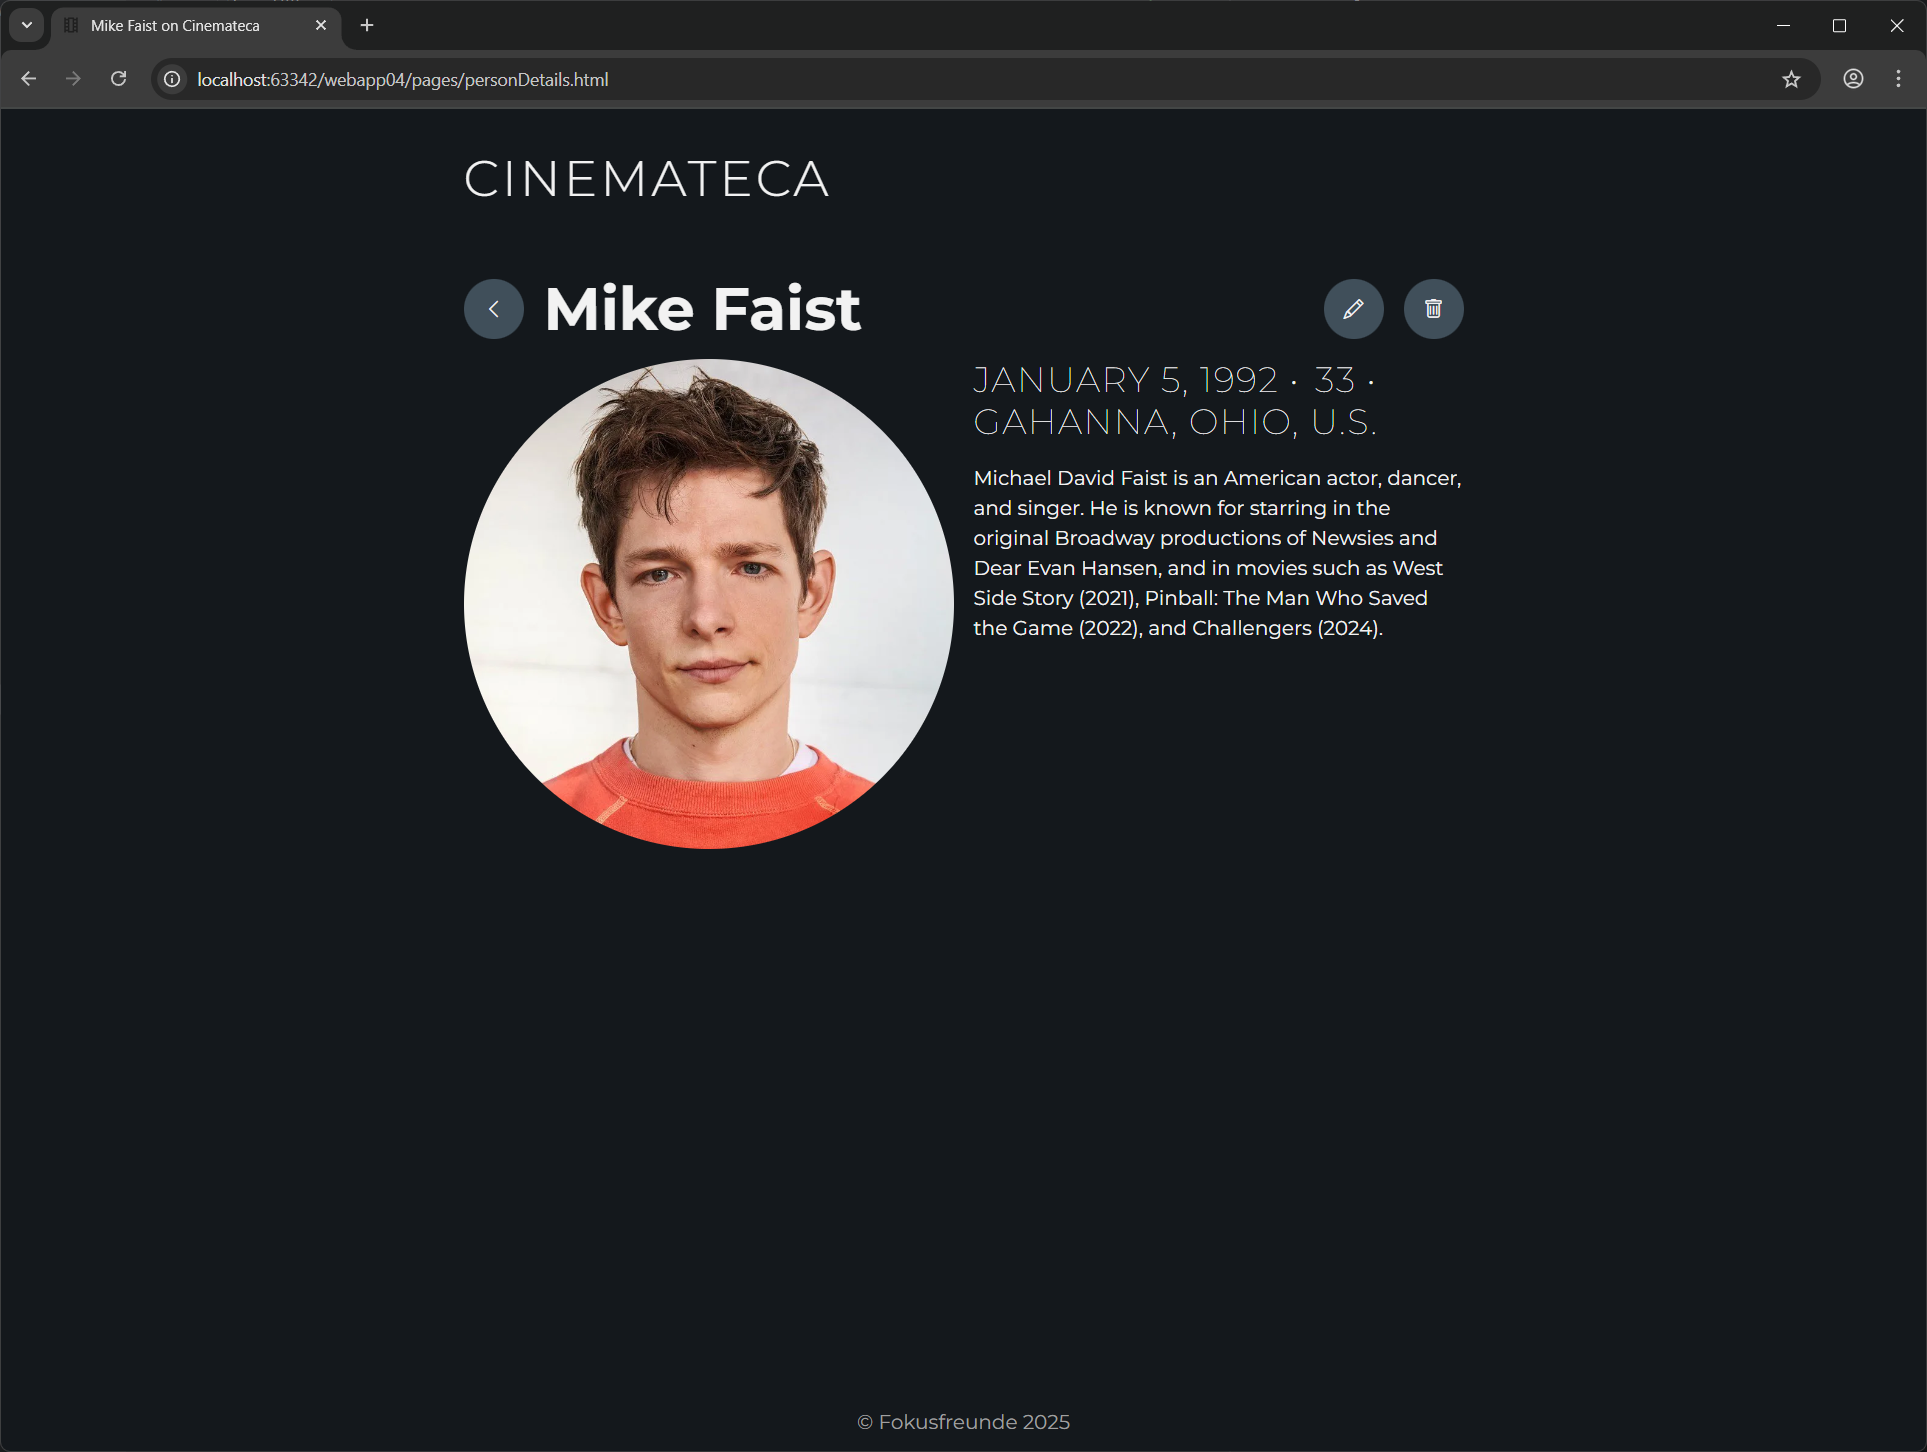 Mike Faist on Cinemateca
localhost:63342/webapp04/pages/personDetails.html
CINEMATECA
Mike Faist
JANUARY 5, 1992 · 33 ·
GAHANNA, OHIO, U.S.
Michael David Faist is an American actor, dancer,
and singer. He is known for starring in the
original Broadway productions of Newsies and
Dear Evan Hansen, and in movies such as West
Side Story (2021), Pinball: The Man Who Saved
the Game (2022), and Challengers (2024).
© Fokusfreunde 2025